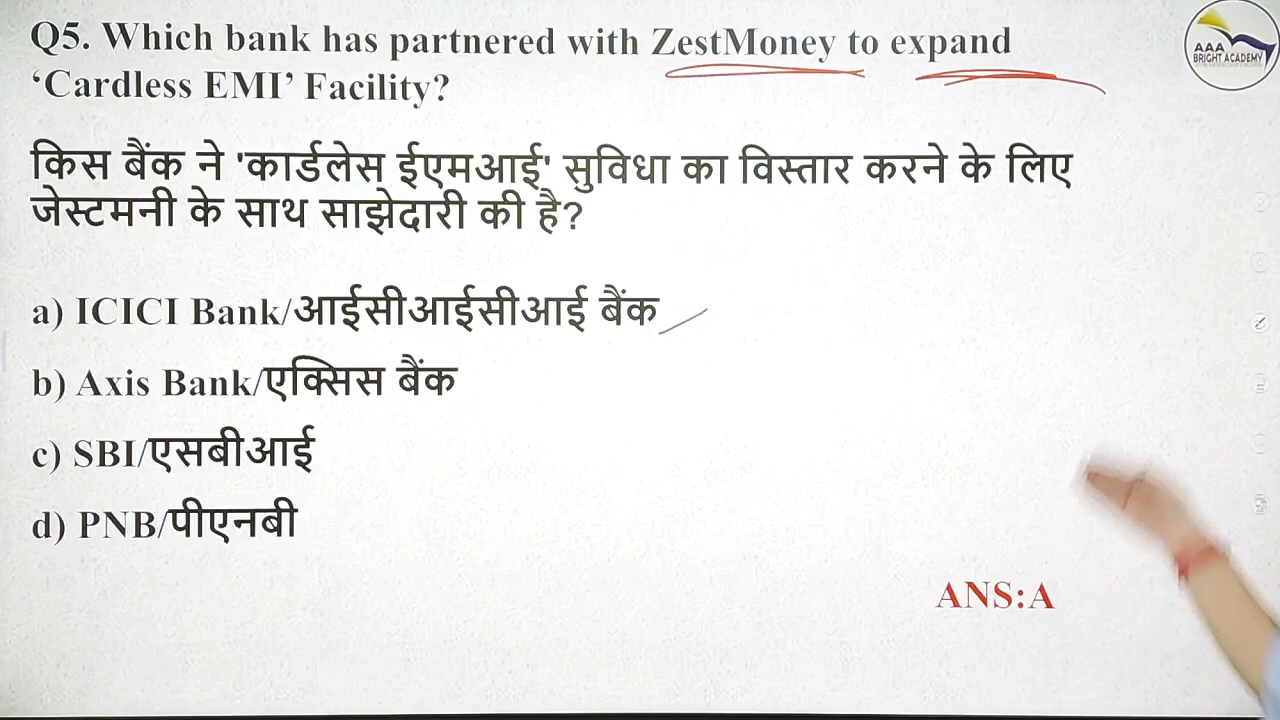 Q5. Which bank has partnered with ZestMoney to expand
‘Cardless EMI’ Facility?
किस बैंक ने 'कार्डलेस ईएमआई' सुविधा का विस्तार करने के लिए
जेस्टमनी के साथ साझेदारी की है?
a) ICICI Bank/आईसीआईसीआई बैंक
b) Axis Bank/एक्सिस बैंक
c) SBI/एसबीआई
d) PNB/पीएनबी
ANS:A
AAA
BRIGHT ACADEMY